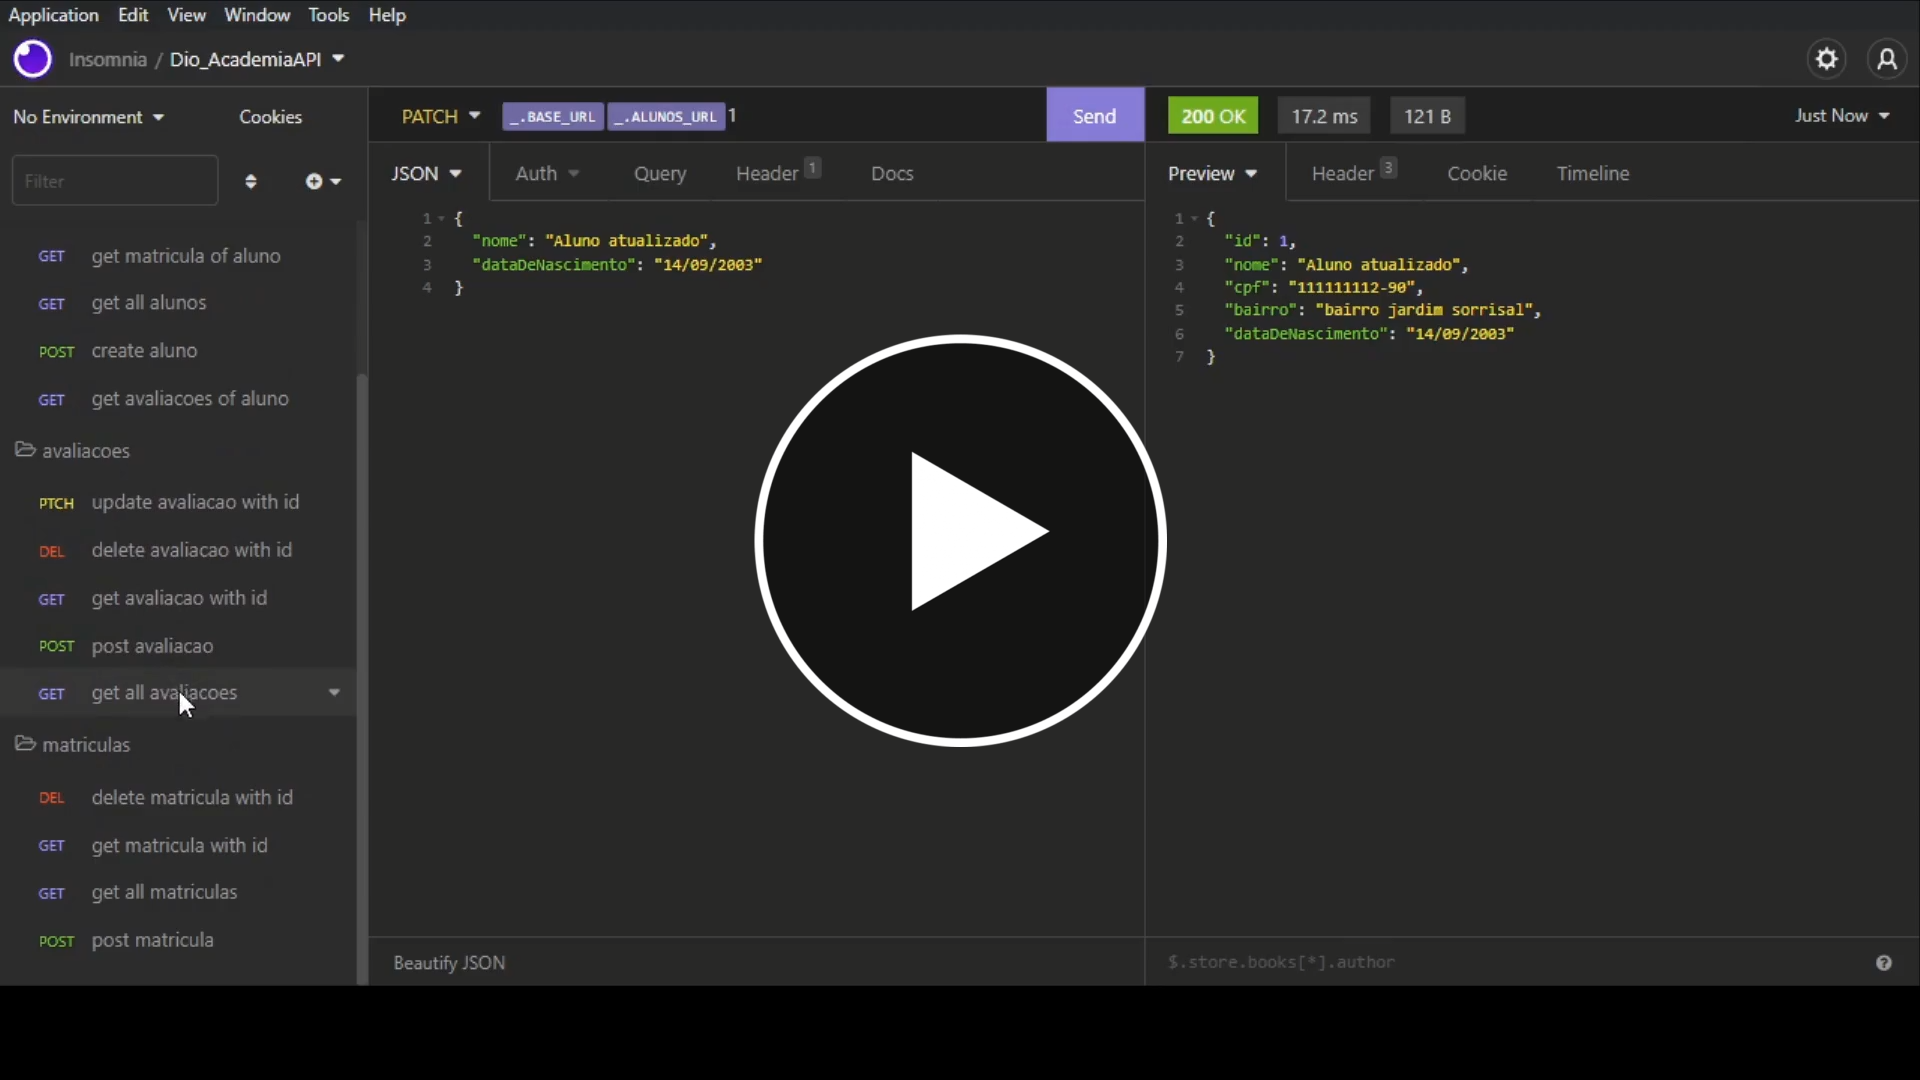 Application Edit View Window Tools Help
Insomnia / Dio_AcademiaAPI
No Environment Cookies
PATCH _.BASE_URL _.ALUNOS_URL 1 Send
200 OK 17.2 ms 121 B Just Now
Filter
JSON Auth Query Header 1 Docs
Preview Header 3 Cookie Timeline
GET get matricula of aluno
GET get all alunos
POST create aluno
GET get avaliacoes of aluno
avaliacoes
PTCH update avaliacao with id
DEL delete avaliacao with id
GET get avaliacao with id
POST post avaliacao
GET get all avaliacoes
matriculas
DEL delete matricula with id
GET get matricula with id
GET get all matriculas
POST post matricula
1 {
2 "nome": "Aluno atualizado",
3 "dataDeNascimento": "14/09/2003"
4 }
1 {
2 "id": 1,
3 "nome": "Aluno atualizado",
4 "cpf": "111111112-90",
5 "bairro": "bairro jardim sorrisal",
6 "dataDeNascimento": "14/09/2003"
7 }
Beautify JSON
$.store.books[*].author